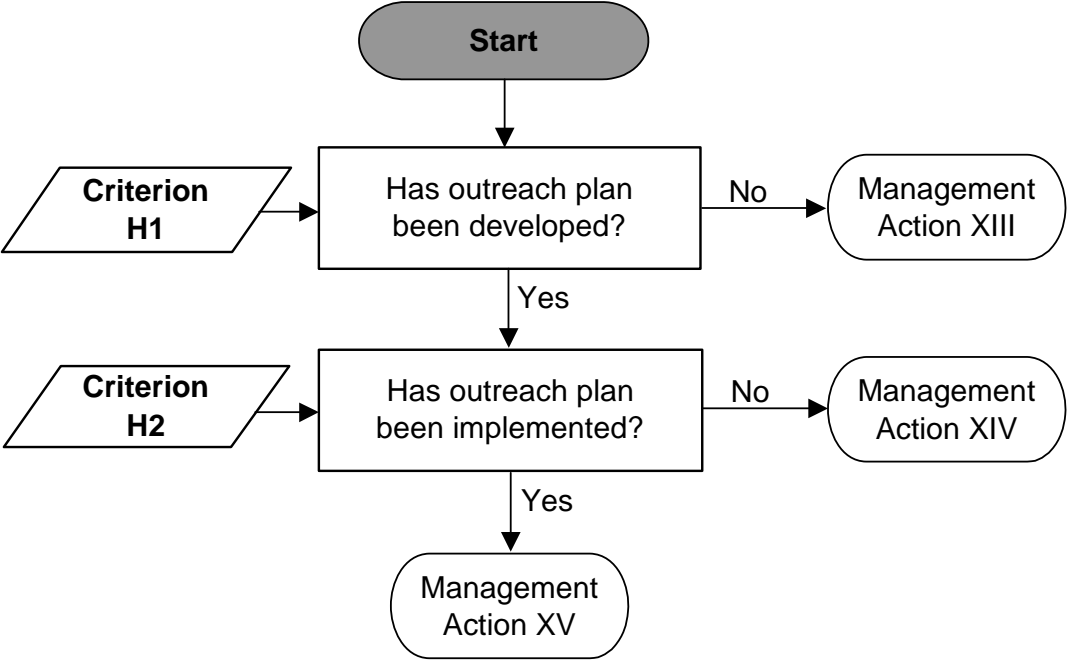 Start
Criterion
H1
Has outreach plan
been developed?
No
Management
Action XIII
Yes
Criterion
H2
Has outreach plan
been implemented?
No
Management
Action XIV
Yes
Management
Action XV